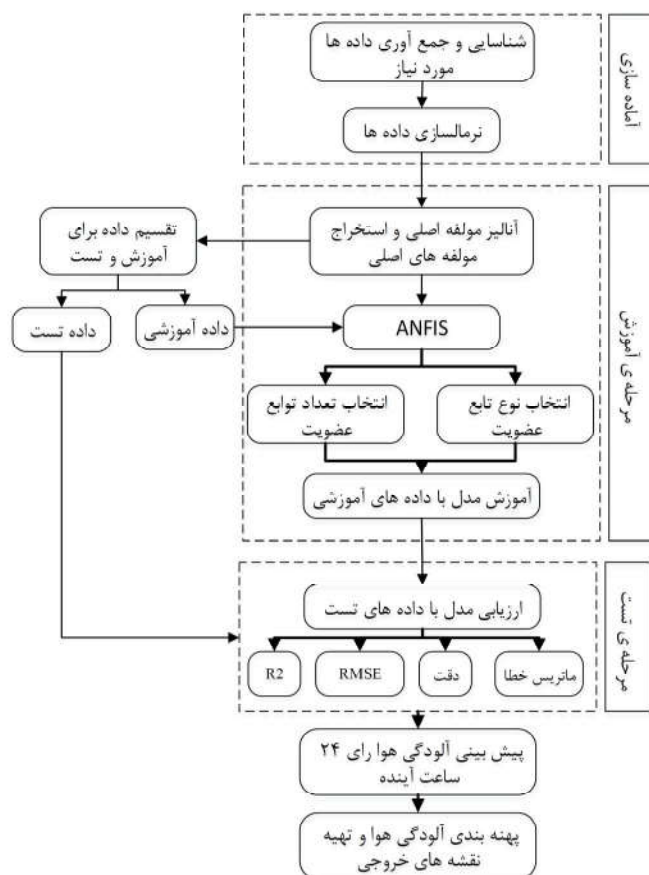 شناسایی و جمع آوری داده ها
مورد نیاز
نرمالسازی داده ها
آماده سازی
آنالیز مولفه اصلی و استخراج
مولفه های اصلی
تقسیم داده برای
آموزش و تست
داده آموزشی
داده تست
ANFIS
انتخاب نوع تابع
عضویت
انتخاب تعداد توابع
عضویت
آموزش مدل با داده های آموزشی
مرحله ی آموزش
ارزیابی مدل با داده های تست
ماتریس خطا
دقت
RMSE
R2
مرحله ی تست
پیش بینی آلودگی هوا رای ۲۴
ساعت آینده
پهنه بندی آلودگی هوا و تهیه
نقشه های خروجی